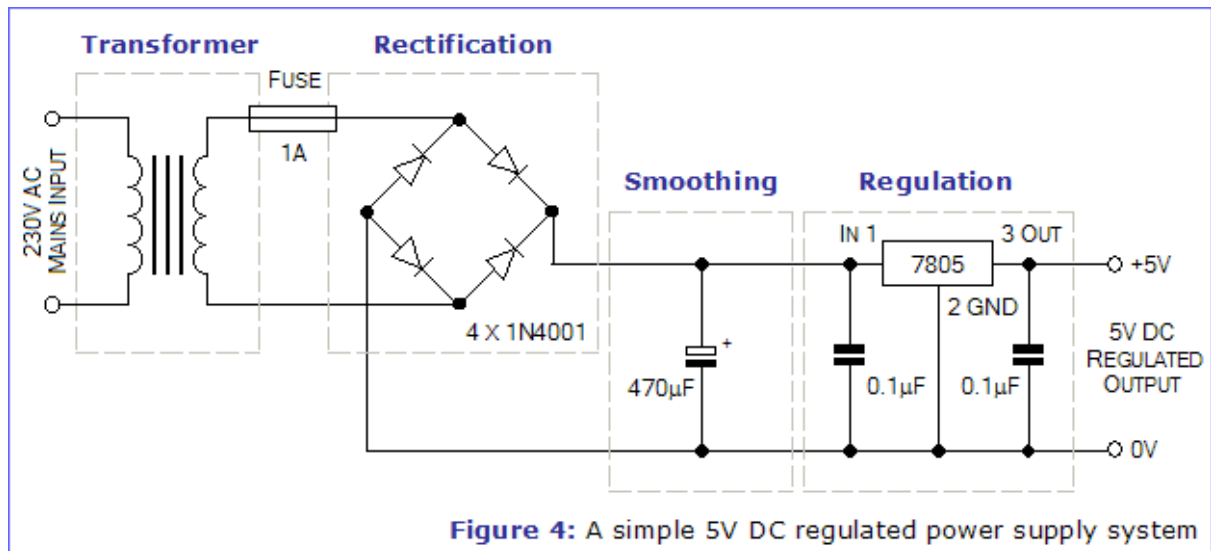 Transformer
Rectification
FUSE
1A
230V AC
MAINS INPUT
4 X 1N4001
Smoothing
Regulation
IN 1
3 OUT
7805
2 GND
+
470µF
0.1µF
0.1µF
+5V
5V DC
REGULATED
OUTPUT
0V
Figure 4: A simple 5V DC regulated power supply system